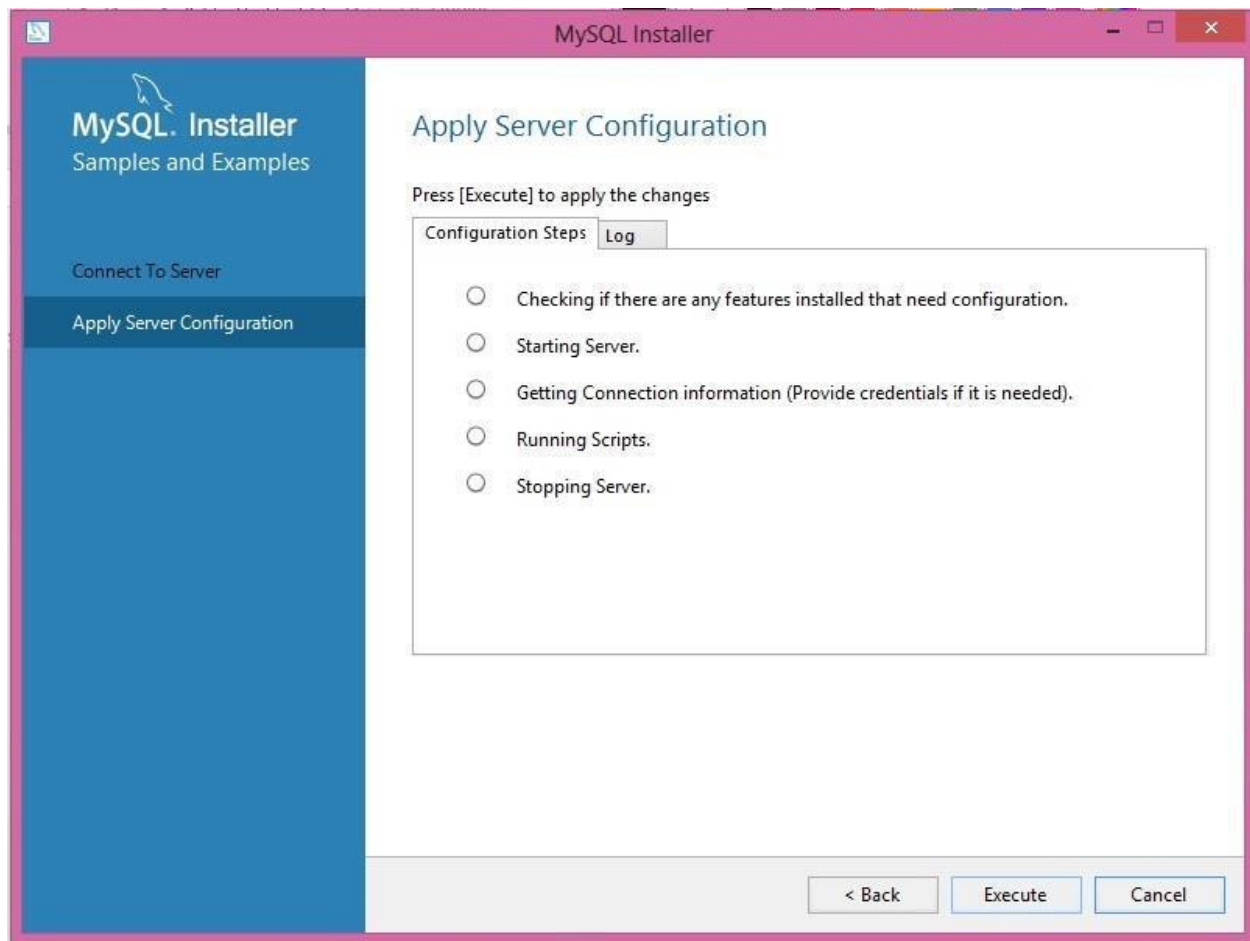 MySQL Installer
MySQL. Installer
Samples and Examples
Connect To Server
Apply Server Configuration
Apply Server Configuration
Press [Execute] to apply the changes
Configuration Steps
Log
Checking if there are any features installed that need configuration.
Starting Server.
Getting Connection information (Provide credentials if it is needed).
Running Scripts.
Stopping Server.
< Back
Execute
Cancel